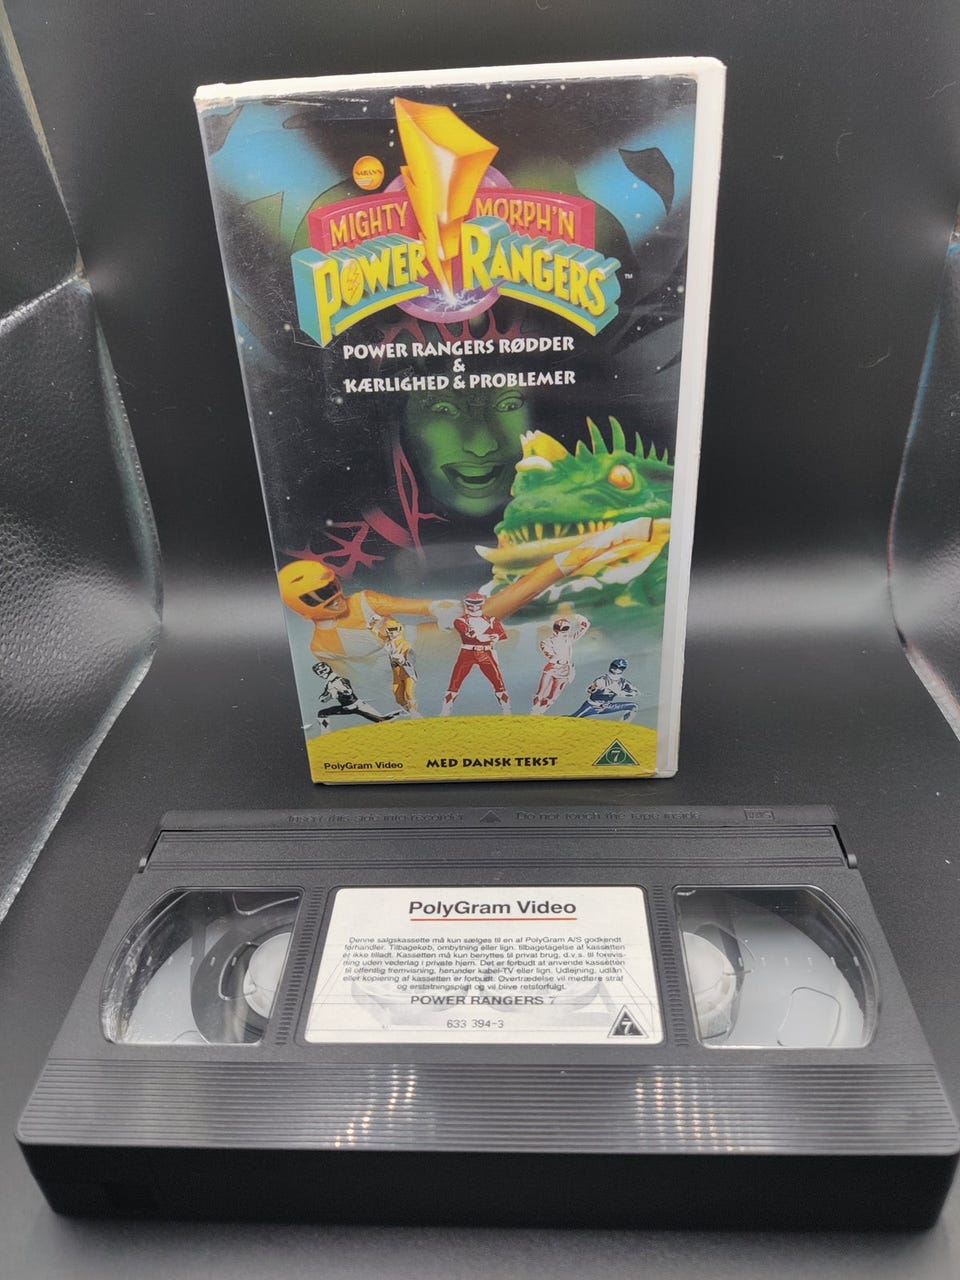 SABAN'S
MIGHTY MORPH'N
POWER RANGERS ™
POWER RANGERS RØDDER
&
KÆRLIGHED & PROBLEMER
PolyGram Video
MED DANSK TEKST
7
Insert this side into recorder
Do not touch the tape inside
VHS
PolyGram Video
Denne salgskassette må kun sælges til en af PolyGram A/S godkendt
førhandler. Tilbagekøb, ombytning eller lign. tilbagetagelse af kassetten
er ikke tilladt. Kassetten må kun benyttes til privat brug, d.v.s. til forevis-
ning uden vederlag i private hjem. Det er forbudt at anvende kassetten
til offentlig fremvisning, herunder kabel-TV eller lign. Udlejning, udlån
eller kopiering af kassetten er forbudt. Overtrædelse vil medføre straf
og erstatningspligt og vil blive retsforfulgt.
POWER RANGERS 7
633 394-3
7